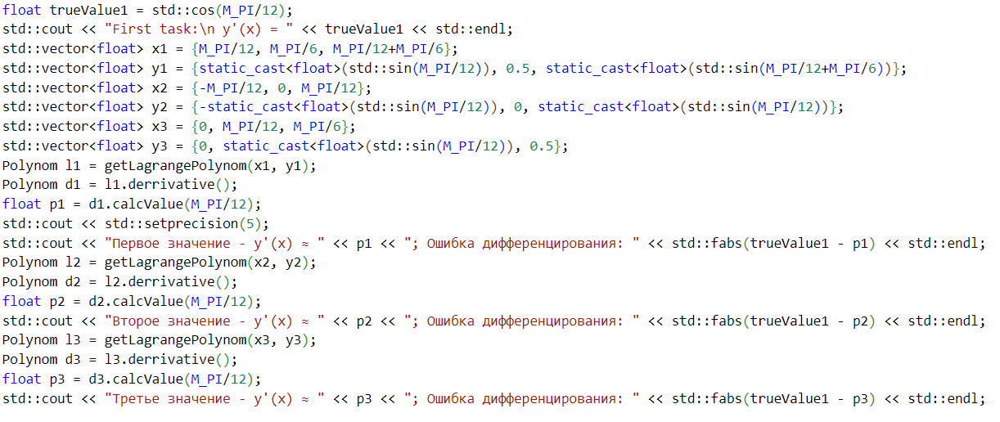 float trueValue1 = std::cos(M_PI/12);
std::cout << "First task:\n y'(x) = " << trueValue1 << std::endl;
std::vector<float> x1 = {M_PI/12, M_PI/6, M_PI/12+M_PI/6};
std::vector<float> y1 = {static_cast<float>(std::sin(M_PI/12)), 0.5, static_cast<float>(std::sin(M_PI/12+M_PI/6))};
std::vector<float> x2 = {-M_PI/12, 0, M_PI/12};
std::vector<float> y2 = {-static_cast<float>(std::sin(M_PI/12)), 0, static_cast<float>(std::sin(M_PI/12))};
std::vector<float> x3 = {0, M_PI/12, M_PI/6};
std::vector<float> y3 = {0, static_cast<float>(std::sin(M_PI/12)), 0.5};
Polynom l1 = getLagrangePolynom(x1, y1);
Polynom d1 = l1.derrivative();
float p1 = d1.calcValue(M_PI/12);
std::cout << std::setprecision(5);
std::cout << "Первое значение - y'(x) ≈ " << p1 << "; Ошибка дифференцирования: " << std::fabs(trueValue1 - p1) << std::endl;
Polynom l2 = getLagrangePolynom(x2, y2);
Polynom d2 = l2.derrivative();
float p2 = d2.calcValue(M_PI/12);
std::cout << "Второе значение - y'(x) ≈ " << p2 << "; Ошибка дифференцирования: " << std::fabs(trueValue1 - p2) << std::endl;
Polynom l3 = getLagrangePolynom(x3, y3);
Polynom d3 = l3.derrivative();
float p3 = d3.calcValue(M_PI/12);
std::cout << "Третье значение - y'(x) ≈ " << p3 << "; Ошибка дифференцирования: " << std::fabs(trueValue1 - p3) << std::endl;